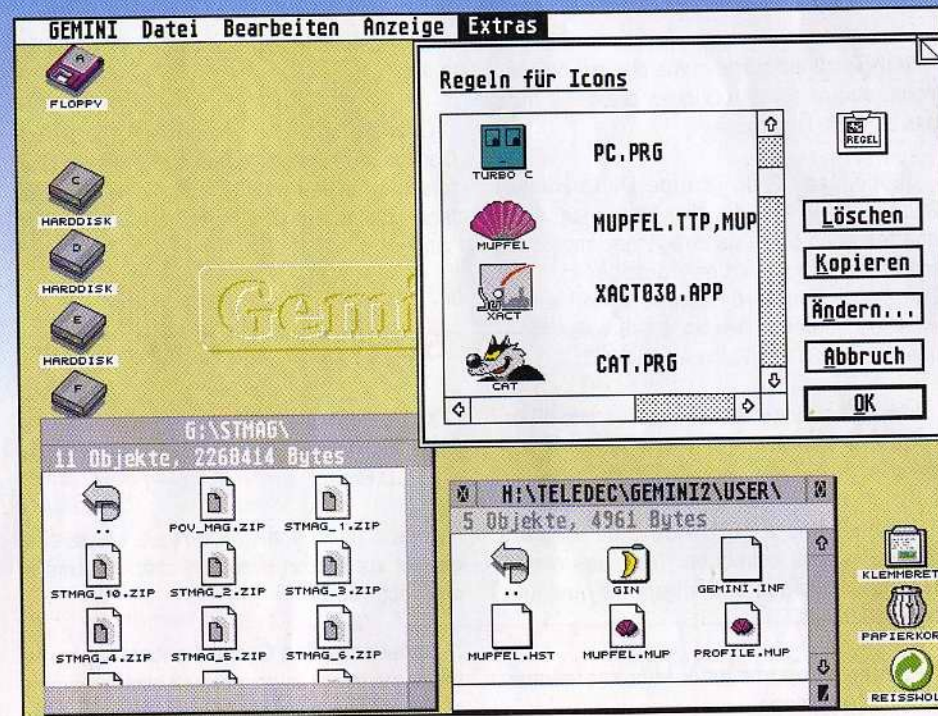 GEMINI Datei Bearbeiten Anzeige Extras
A
FLOPPY
C
HARDDISK
D
HARDDISK
E
HARDDISK
F
Gemi
Regeln für Icons
TURBO C
PC.PRG
MUPFEL
MUPFEL.TTP,MUP
XACT
XACT030.APP
CAT
CAT.PRG
REGEL
Löschen
Kopieren
Ändern...
Abbruch
OK
G:\STMAG\
11 Objekte, 2260414 Bytes
..
POV_MAG.ZIP
STMAG_1.ZIP
STMAG_10.ZIP
STMAG_2.ZIP
STMAG_3.ZIP
STMAG_4.ZIP
STMAG_5.ZIP
STMAG_6.ZIP
H:\TELEDEC\GEMINI2\USER\
5 Objekte, 4961 Bytes
..
GIN
GEMINI.INF
MUPFEL.HST
MUPFEL.MUP
PROFILE.MUP
KLEMMBRET
PAPIERKOR
REISSWOL